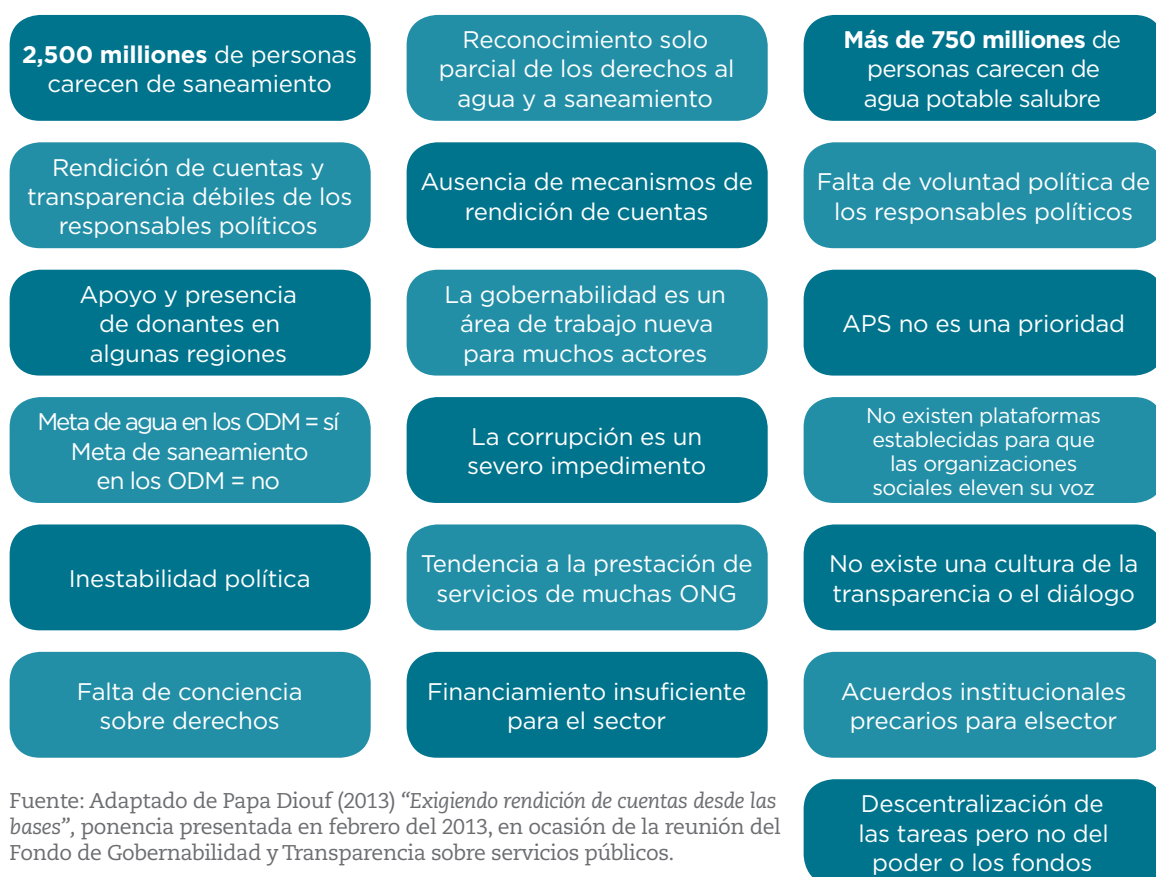 2,500 milliones de personas
carecen de saneamiento
Reconocimiento solo
parcial de los derechos al
agua y a saneamiento
Más de 750 milliones de
personas carecen de
agua potable salubre
Rendición de cuentas y
transparencia débiles de los
responsables políticos
Ausencia de mecanismos de
rendición de cuentas
Falta de voluntad política de
los responsables políticos
Apoyo y presencia
de donantes en
algunas regiones
La gobernabilidad es un
área de trabajo nueva
para muchos actores
APS no es una prioridad
Meta de agua en los ODM = sí
Meta de saneamiento
en los ODM = no
La corrupción es un
severo impedimento
No existen plataformas
establecidas para que
las organizaciones
sociales eleven su voz
Inestabilidad política
Tendencia a la prestación de
servicios de muchas ONG
No existe una cultura de la
transparencia o el diálogo
Falta de conciencia
sobre derechos
Financiamiento insuficiente
para el sector
Acuerdos institucionales
precarios para elsector
Descentralización de
las tareas pero no del
poder o los fondos
Fuente: Adaptado de Papa Diouf (2013) “Exigiendo rendición de cuentas desde las
bases”, ponencia presentada en febrero del 2013, en ocasión de la reunión del
Fondo de Gobernabilidad y Transparencia sobre servicios públicos.